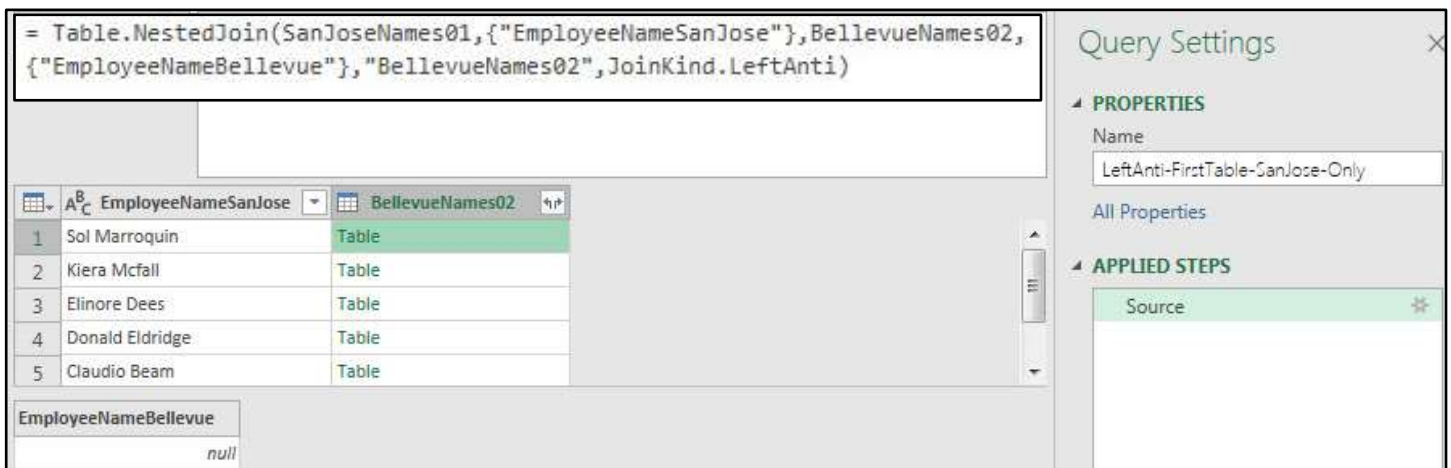 = Table.NestedJoin(SanJoseNames01,{"EmployeeNameSanJose"},BellevueNames02,
{"EmployeeNameBellevue"},"BellevueNames02",JoinKind.LeftAnti)
ABC EmployeeNameSanJose BellevueNames02
1 Sol Marroquin Table
2 Kiera Mcfall Table
3 Elinore Dees Table
4 Donald Eldridge Table
5 Claudio Beam Table
EmployeeNameBellevue
null
Query Settings
PROPERTIES
Name
LeftAnti-FirstTable-SanJose-Only
All Properties
APPLIED STEPS
Source